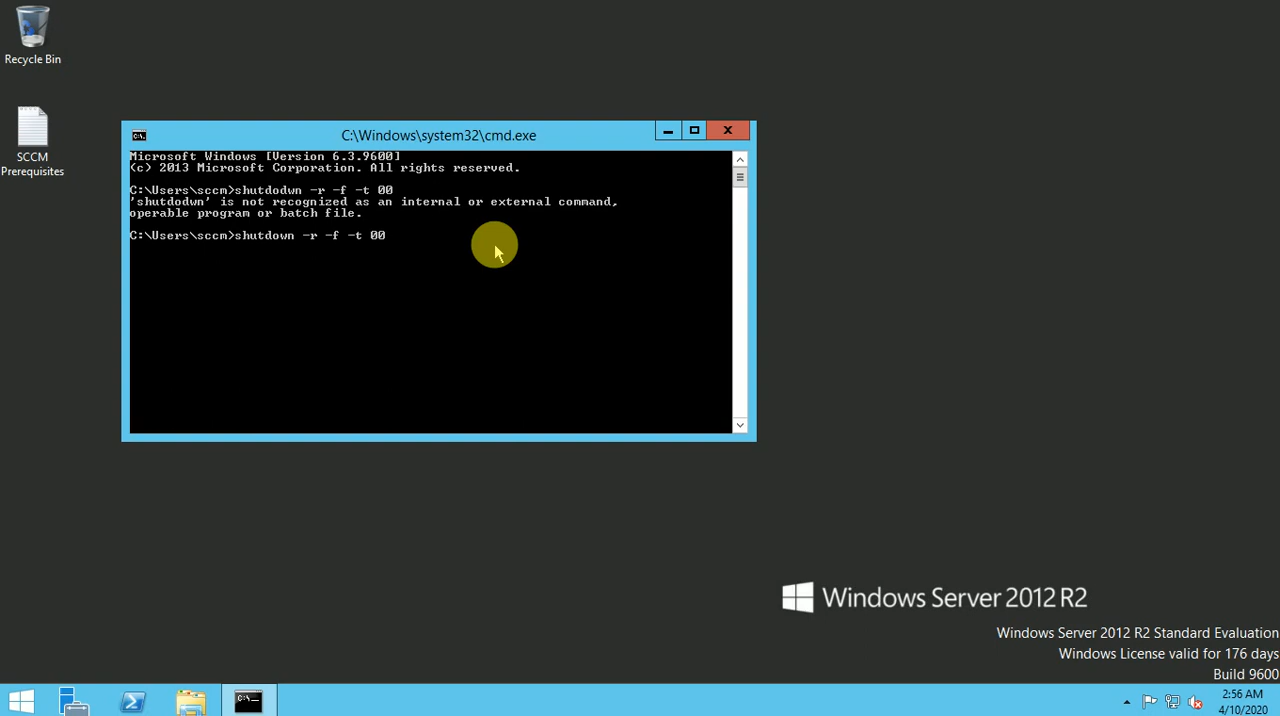 Recycle Bin
SCCM
Prerequisites
C:\Windows\system32\cmd.exe
Microsoft Windows [Version 6.3.9600]
(c) 2013 Microsoft Corporation. All rights reserved.
C:\Users\sccm>shutdodwn -r -f -t 00
'shutdodwn' is not recognized as an internal or external command,
operable program or batch file.
C:\Users\sccm>shutdown -r -f -t 00
Windows Server 2012 R2
Windows Server 2012 R2 Standard Evaluation
Windows License valid for 176 days
Build 9600
2:56 AM
4/10/2020